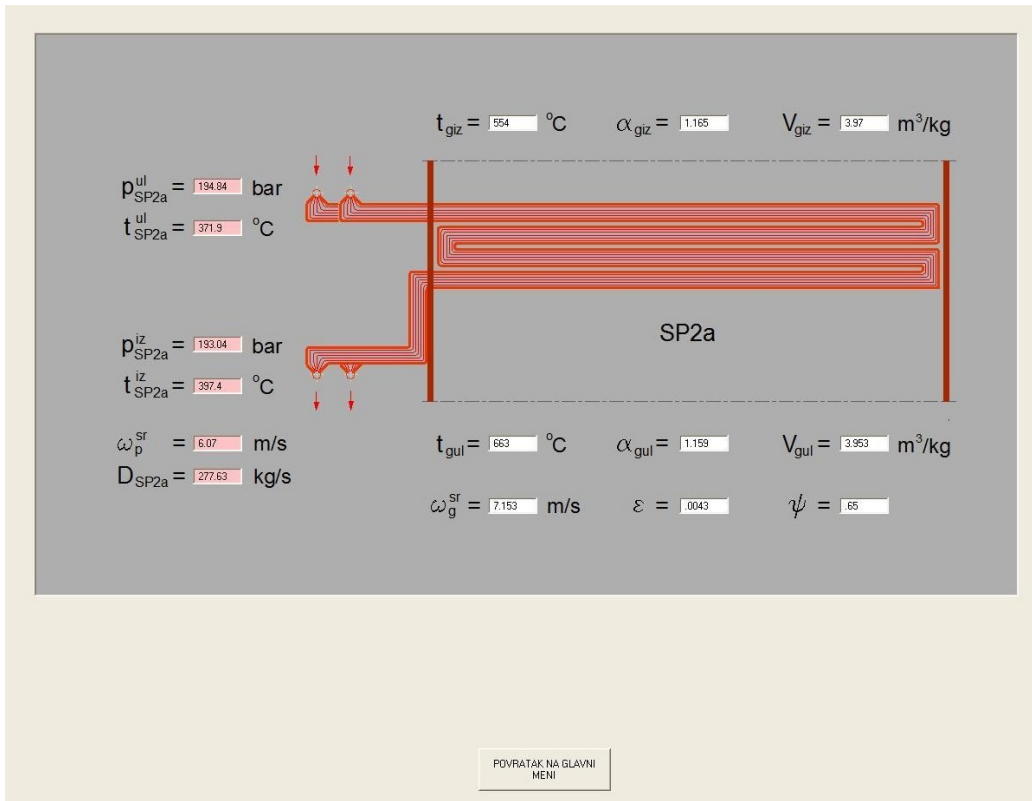 t_giz = 554 °C α_giz = 1.165 V_giz = 3.97 m³/kg
p^ul_SP2a = 194.84 bar
t^ul_SP2a = 371.9 °C
SP2a
p^iz_SP2a = 193.04 bar
t^iz_SP2a = 397.4 °C
ω^sr_p = 6.07 m/s t_gul = 663 °C α_gul = 1.159 V_gul = 3.953 m³/kg
D_SP2a = 277.63 kg/s
ω^sr_g = 7.153 m/s ε = .0043 ψ = .65
POVRATAK NA GLAVNI
MENI